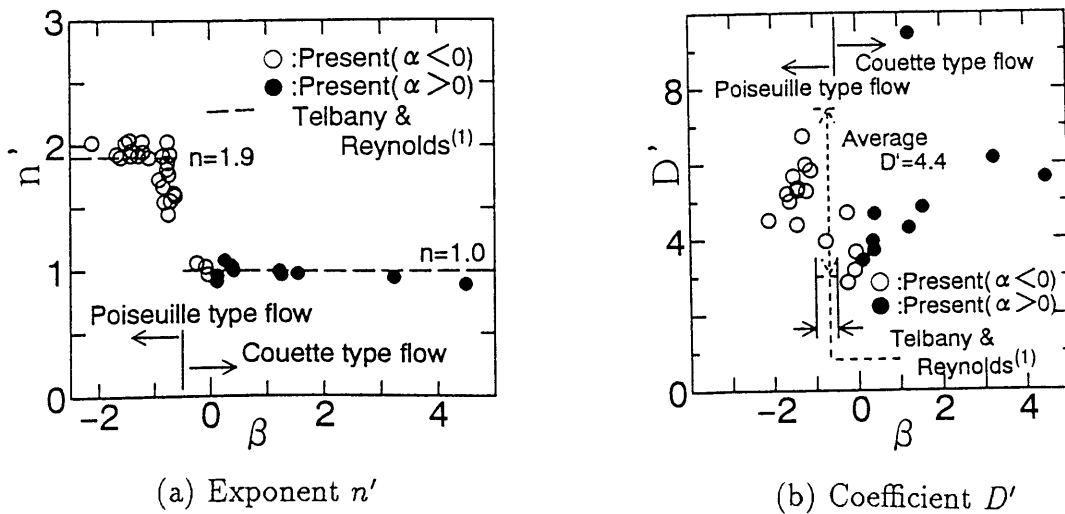 3
2
1
0
n'
○ :Present(α<0)
● :Present(α>0)
Telbany &
Reynolds(1)
n=1.9
n=1.0
Poiseuille type flow
Couette type flow
−2
0
2
4
β
(a) Exponent n'
8
4
0
D'
Couette type flow
Poiseuille type flow
Average
D'=4.4
○ :Present(α<0)
● :Present(α>0)
Telbany &
Reynolds(1)
−2
0
2
4
β
(b) Coefficient D'